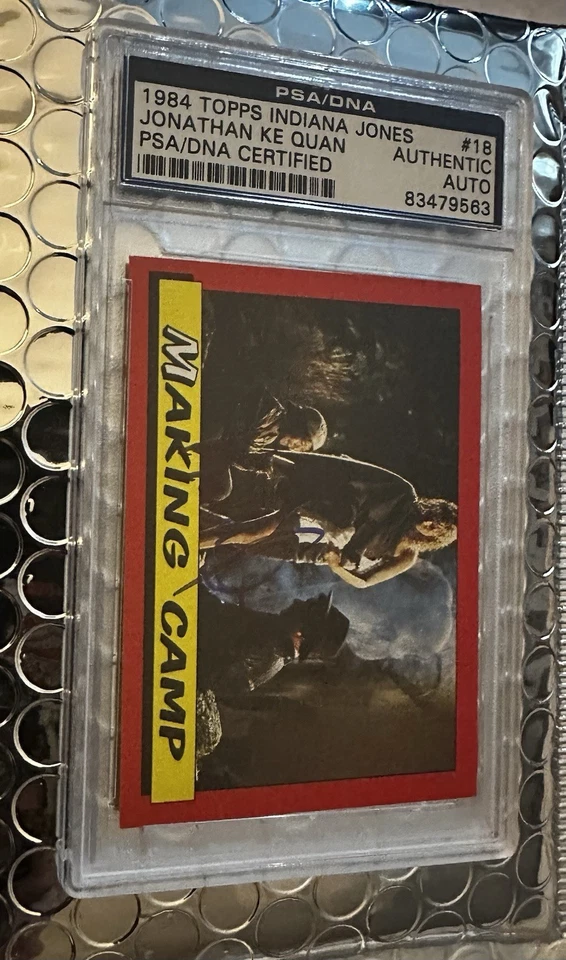 PSA/DNA
1984 TOPPS INDIANA JONES #18
JONATHAN KE QUAN AUTHENTIC
PSA/DNA CERTIFIED AUTO
83479563
MAKING CAMP